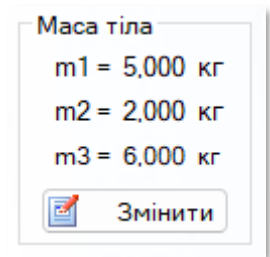 Маса тіла
m1 = 5,000 кг
m2 = 2,000 кг
m3 = 6,000 кг
Змінити